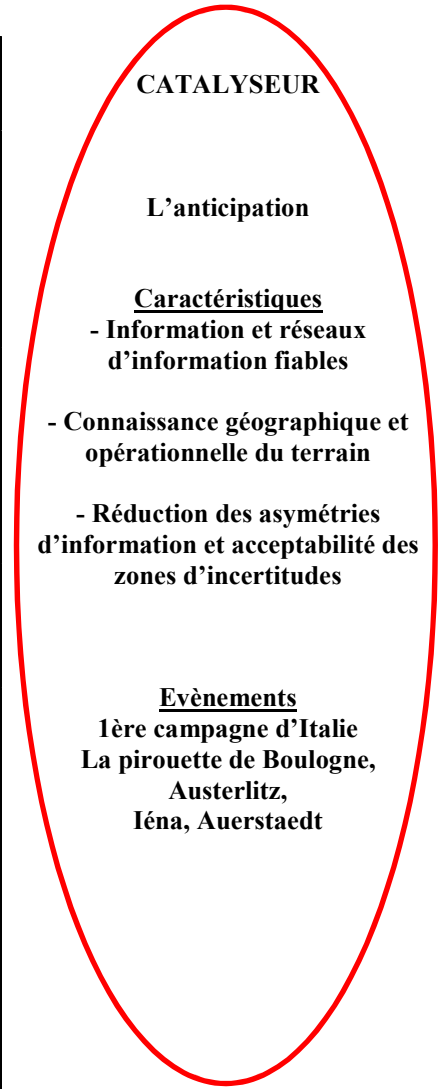 CATALYSEUR
L’anticipation
Caractéristiques
- Information et réseaux
d’information fiables
- Connaissance géographique et
opérationnelle du terrain
- Réduction des asymétries
d’information et acceptabilité des
zones d’incertitudes
Evènements
1ère campagne d’Italie
La pirouette de Boulogne,
Austerlitz,
Iéna, Auerstaedt